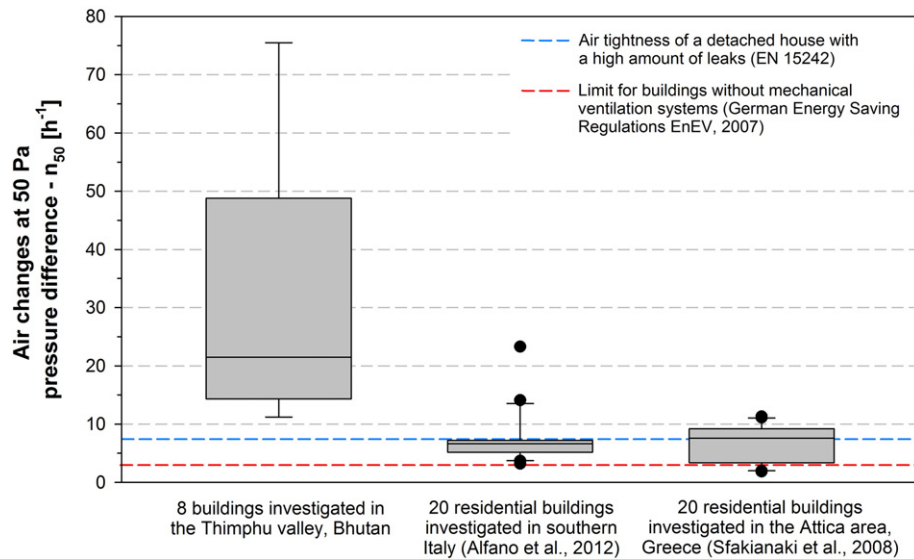 Air changes at 50 Pa
pressure difference - n50 [h-1]
80
70
60
50
40
30
20
10
0
Air tightness of a detached house with
a high amount of leaks (EN 15242)
Limit for buildings without mechanical
ventilation systems (German Energy Saving
Regulations EnEV, 2007)
8 buildings investigated in
the Thimphu valley, Bhutan
20 residential buildings
investigated in southern
Italy (Alfano et al., 2012)
20 residential buildings
investigated in the Attica area,
Greece (Sfakianaki et al., 2008)